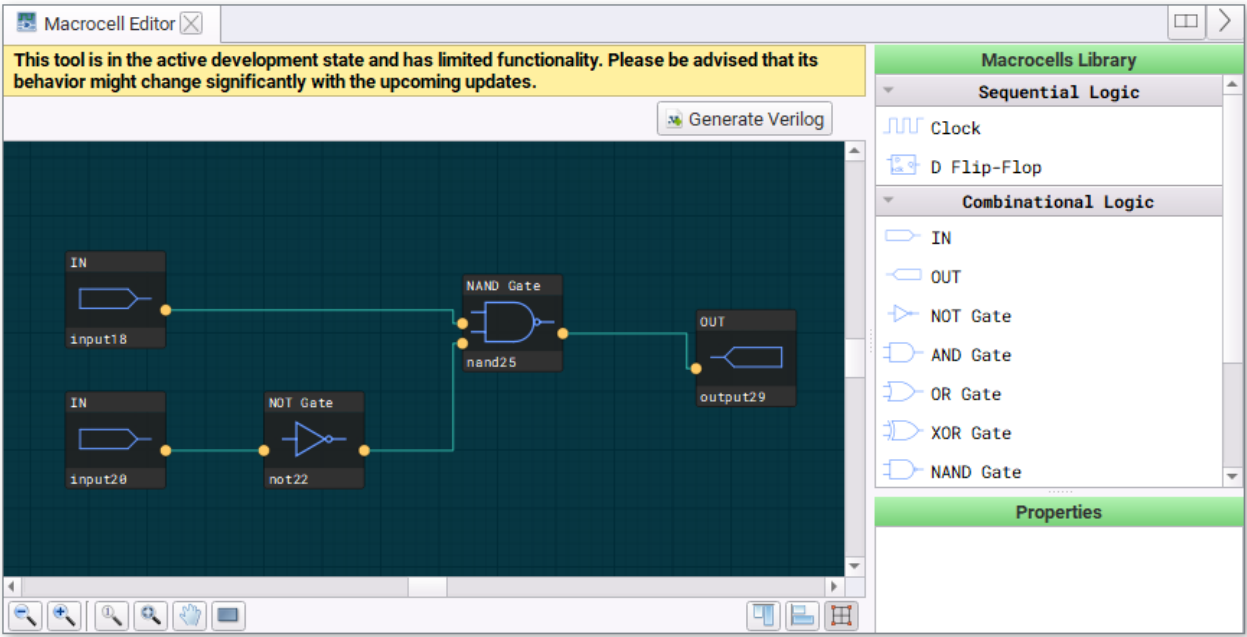 Macrocell Editor
This tool is in the active development state and has limited functionality. Please be advised that its
behavior might change significantly with the upcoming updates.
Generate Verilog
IN
input18
IN
input20
NOT Gate
not22
NAND Gate
nand25
OUT
output29
Macrocells Library
Sequential Logic
Clock
D Flip-Flop
Combinational Logic
IN
OUT
NOT Gate
AND Gate
OR Gate
XOR Gate
NAND Gate
Properties